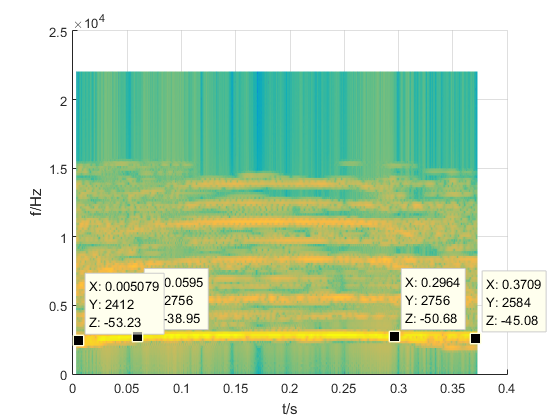 ×10⁴
2.5
2
1.5
1
0.5
0
f/Hz
X: 0.005079
Y: 2412
Z: -53.23
0.0595
2756
-38.95
X: 0.2964
Y: 2756
Z: -50.68
X: 0.3709
Y: 2584
Z: -45.08
0 0.05 0.1 0.15 0.2 0.25 0.3 0.35 0.4
t/s